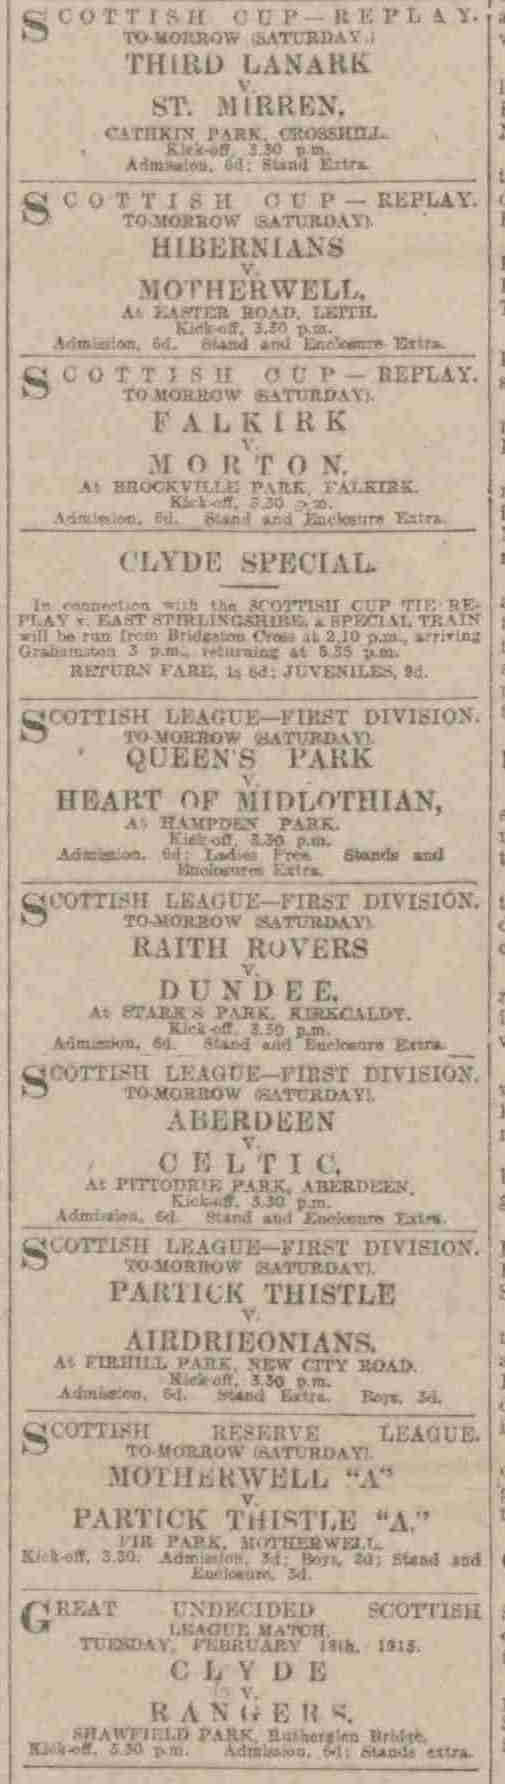 SCOTTISH CUP—REPLAY.
TO-MORROW (SATURDAY.)
THIRD LANARK
v.
ST. MIRREN,
CATHKIN PARK, CROSSHILL.
Kick-off, 3.30 p.m.
Admission, 6d; Stand Extra.
SCOTTISH CUP—REPLAY.
TO-MORROW (SATURDAY).
HIBERNIANS
v.
MOTHERWELL,
At EASTER ROAD, LEITH.
Kick-off, 3.30 p.m.
Admission, 6d. Stand and Enclosure Extra.
SCOTTISH CUP—REPLAY.
TO-MORROW (SATURDAY).
FALKIRK
v.
MORTON,
At BROCKVILLE PARK, FALKIRK.
Kick-off, 3.30 p.m.
Admission, 6d. Stand and Enclosure Extra.
CLYDE SPECIAL.
In connection with the SCOTTISH CUP TIE RE-
PLAY v. EAST STIRLINGSHIRE, a SPECIAL TRAIN
will be run from Bridgeton Cross at 2.10 p.m., arriving
Grahamston 3 p.m., returning at 5.35 p.m.
RETURN FARE, 1s 6d; JUVENILES, 9d.
SCOTTISH LEAGUE—FIRST DIVISION.
TO-MORROW (SATURDAY).
QUEEN'S PARK
v.
HEART OF MIDLOTHIAN,
At HAMPDEN PARK.
Kick-off, 3.30 p.m.
Admission, 6d; Ladies Free. Stands and
Enclosures Extra.
SCOTTISH LEAGUE—FIRST DIVISION.
TO-MORROW (SATURDAY).
RAITH ROVERS
v.
DUNDEE,
At STARK'S PARK, KIRKCALDY.
Kick-off, 3.30 p.m.
Admission, 6d. Stand and Enclosure Extra.
SCOTTISH LEAGUE—FIRST DIVISION.
TO-MORROW (SATURDAY).
ABERDEEN
v.
CELTIC,
At PITTODRIE PARK, ABERDEEN.
Kick-off, 3.30 p.m.
Admission, 6d. Stand and Enclosure Extra.
SCOTTISH LEAGUE—FIRST DIVISION.
TO-MORROW (SATURDAY).
PARTICK THISTLE
v.
AIRDRIEONIANS,
At FIRHILL PARK, NEW CITY ROAD.
Kick-off, 3.30 p.m.
Admission, 6d. Stand Extra. Boys, 3d.
SCOTTISH RESERVE LEAGUE.
TO-MORROW (SATURDAY).
MOTHERWELL "A"
v.
PARTICK THISTLE "A,"
FIR PARK, MOTHERWELL.
Kick-off, 3.30. Admission, 3d; Boys, 2d; Stand and
Enclosure, 3d.
GREAT UNDECIDED SCOTTISH
LEAGUE MATCH,
TUESDAY, FEBRUARY 18th, 1913.
CLYDE
v.
RANGERS,
SHAWFIELD PARK, Rutherglen Bridge.
Kick-off, 3.30 p.m. Admission, 6d; Stands extra.